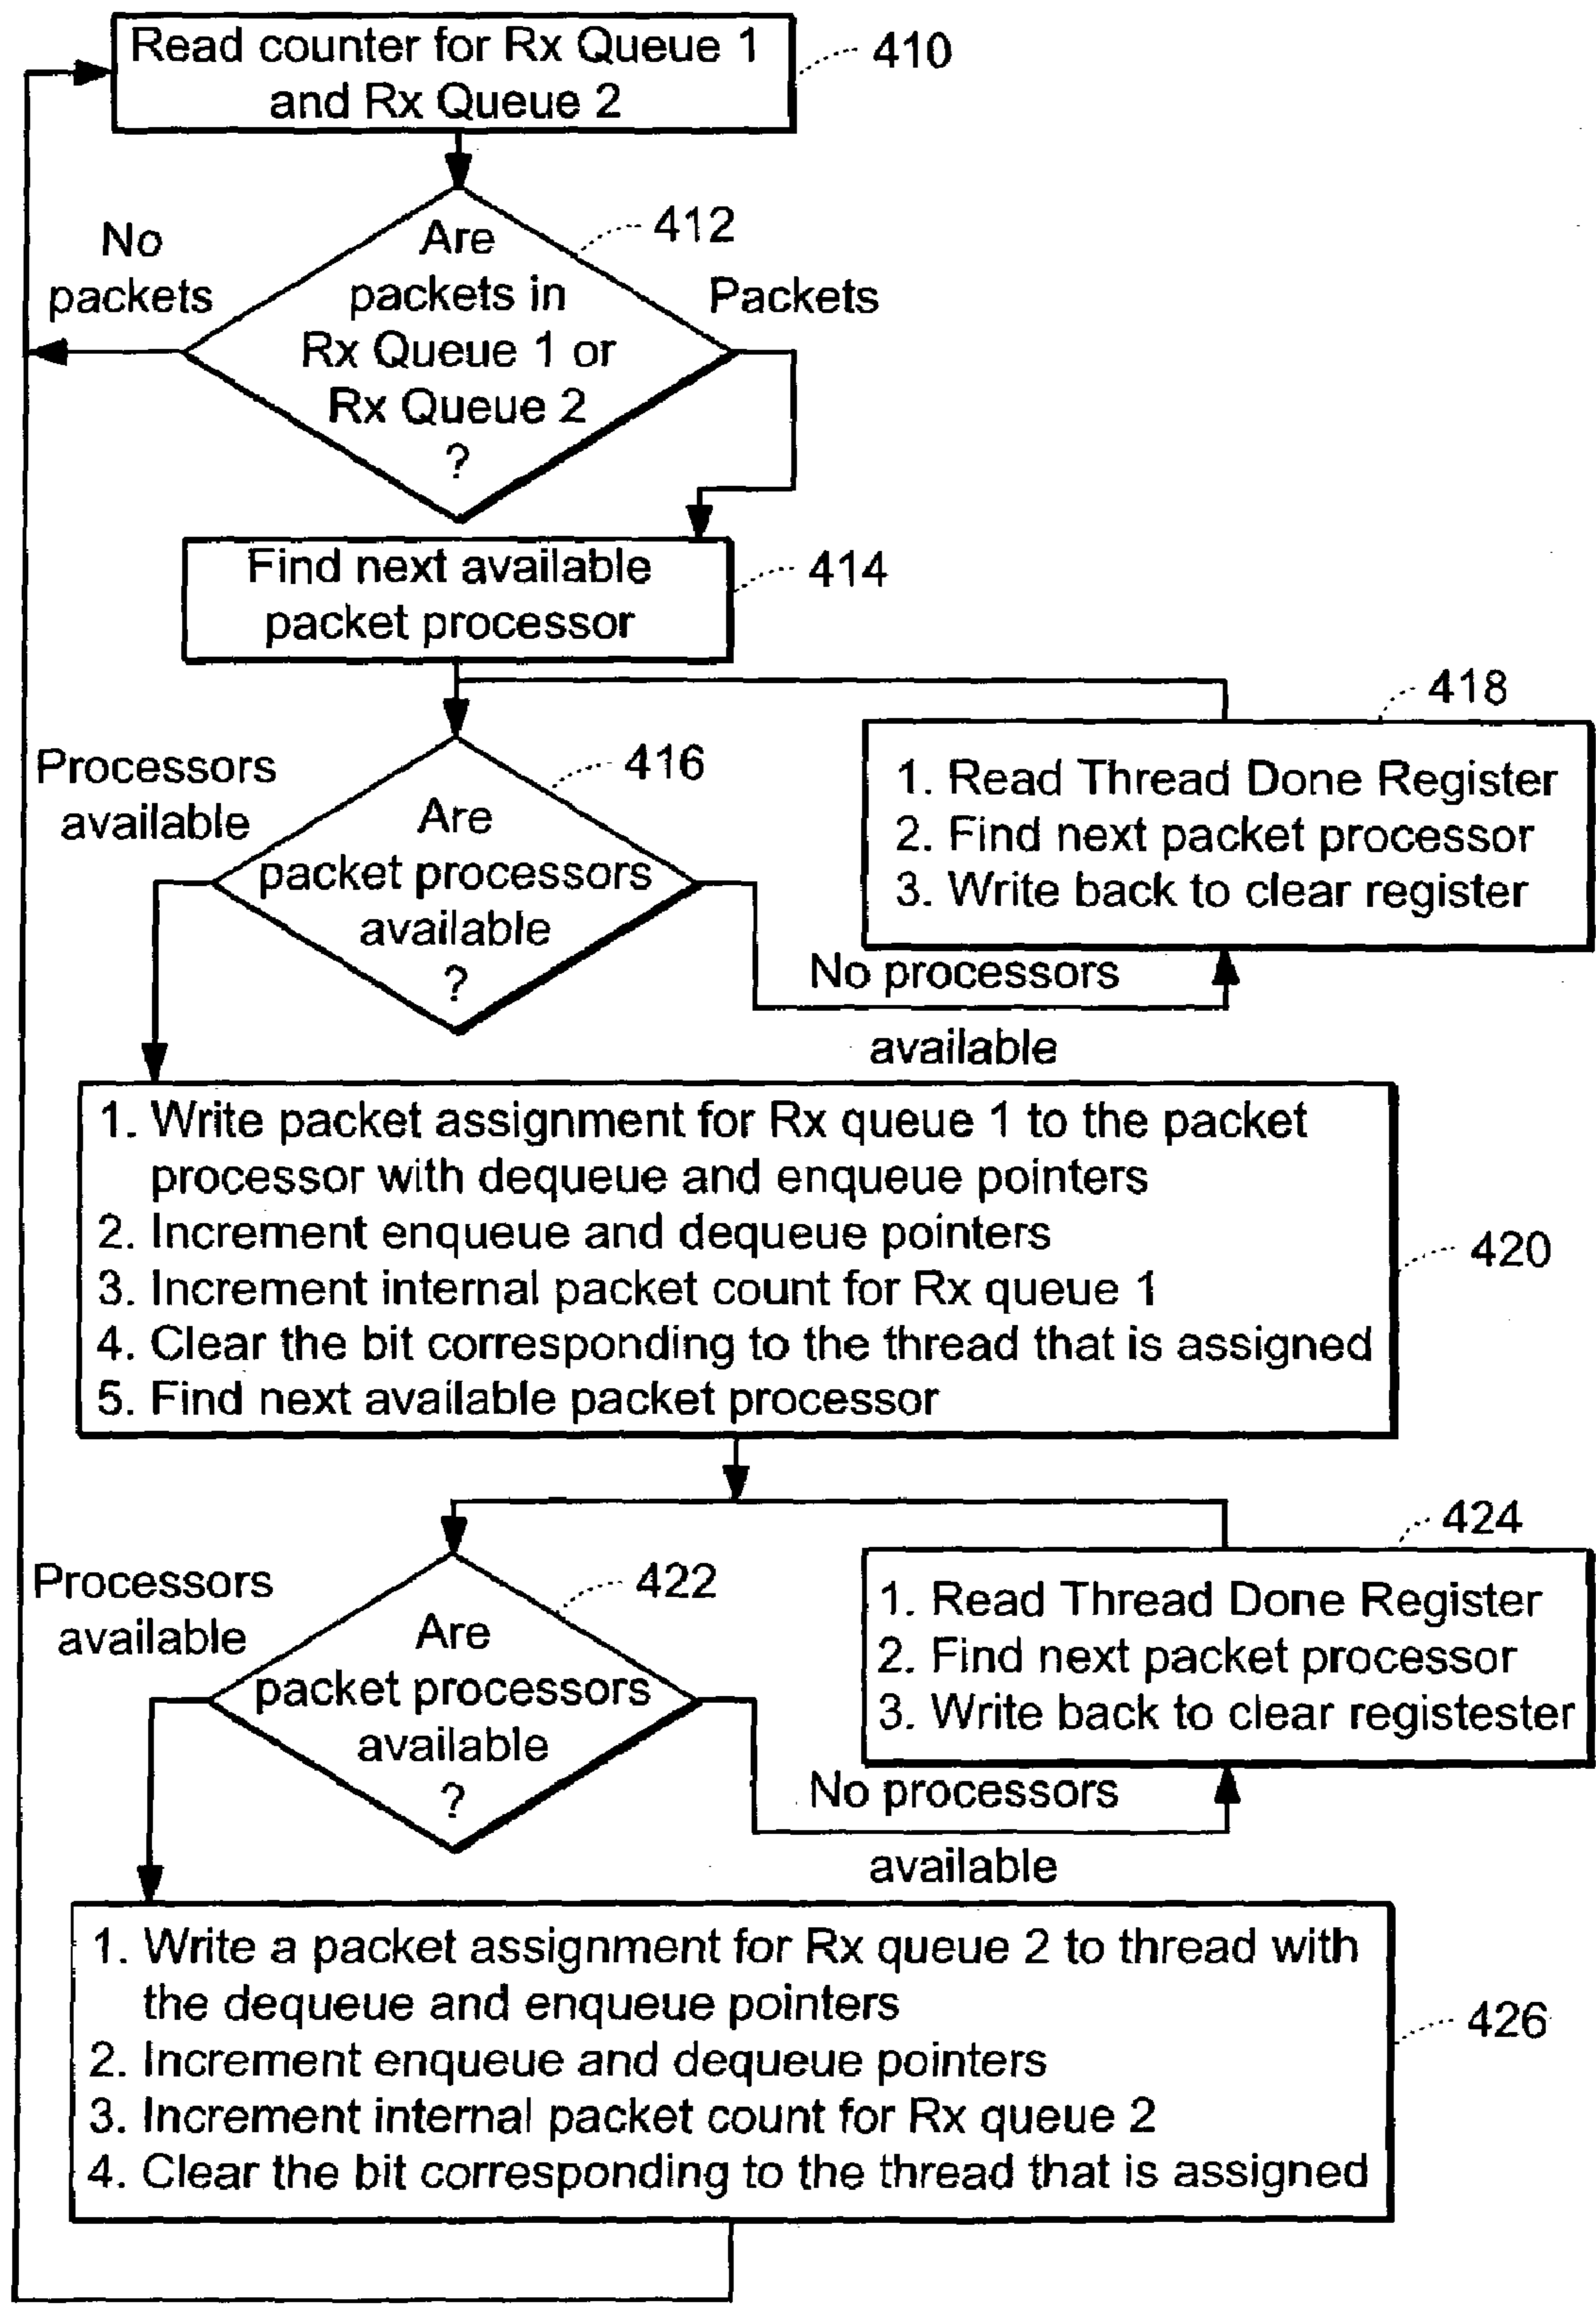 Read counter for Rx Queue 1
and Rx Queue 2
410
Are
packets in
Rx Queue 1 or
Rx Queue 2
?
412
No
packets
Packets
Find next available
packet processor
414
418
1. Read Thread Done Register
2. Find next packet processor
3. Write back to clear register
Processors
available
416
Are
packet processors
available
?
No processors
available
1. Write packet assignment for Rx queue 1 to the packet
processor with dequeue and enqueue pointers
2. Increment enqueue and dequeue pointers
3. Increment internal packet count for Rx queue 1
4. Clear the bit corresponding to the thread that is assigned
5. Find next available packet processor
420
424
1. Read Thread Done Register
2. Find next packet processor
3. Write back to clear registester
Processors
available
422
Are
packet processors
available
?
No processors
available
1. Write a packet assignment for Rx queue 2 to thread with
the dequeue and enqueue pointers
2. Increment enqueue and dequeue pointers
3. Increment internal packet count for Rx queue 2
4. Clear the bit corresponding to the thread that is assigned
426